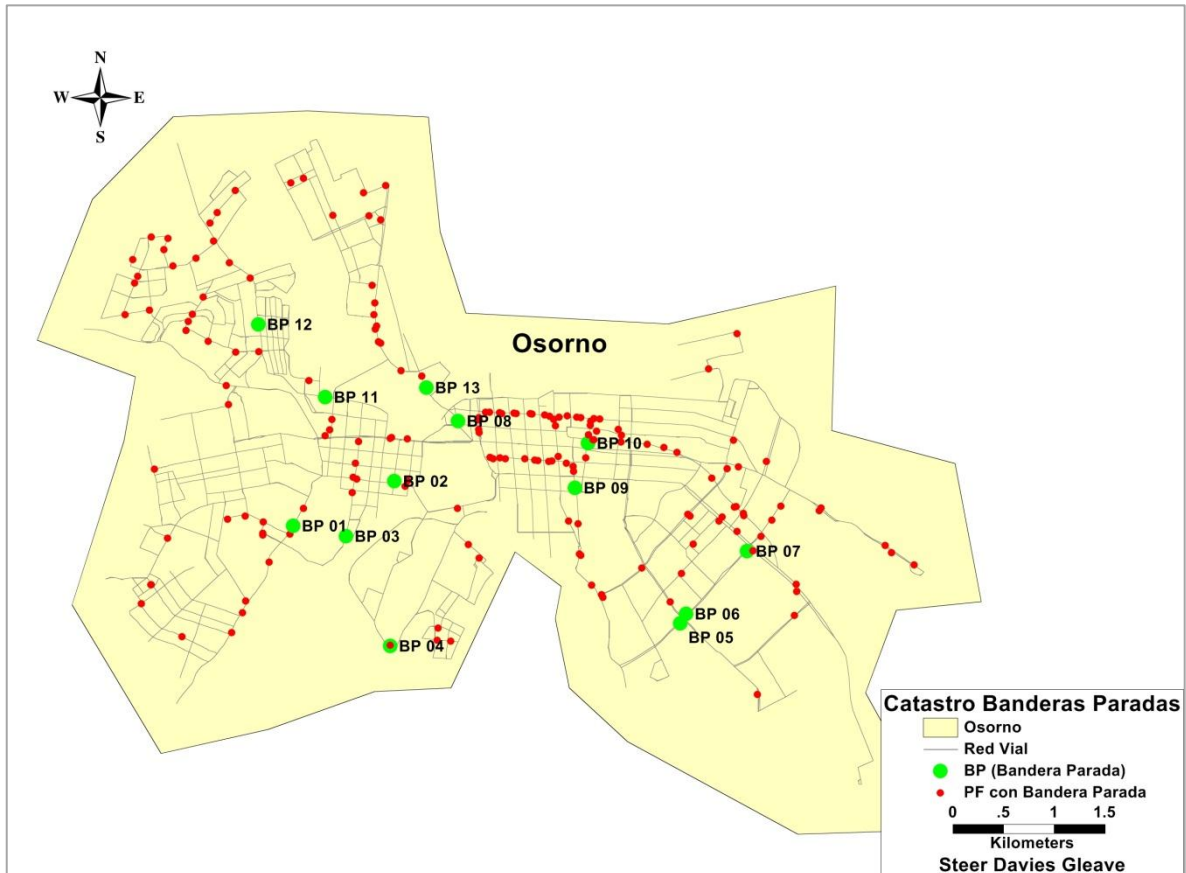 N
W E
S
Osorno
BP 12
BP 11
BP 13
BP 08
BP 10
BP 02
BP 09
BP 01
BP 03
BP 07
BP 06
BP 05
BP 04
Catastro Banderas Paradas
Osorno
Red Vial
BP (Bandera Parada)
PF con Bandera Parada
0 .5 1 1.5
Kilometers
Steer Davies Gleave